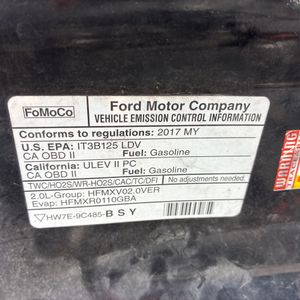 FoMoCo
Ford Motor Company
VEHICLE EMISSION CONTROL INFORMATION
Conforms to regulations: 2017 MY
U.S. EPA: IT3B125 LDV
CA OBD II Fuel: Gasoline
California: ULEV II PC
CA OBD II Fuel: Gasoline
TWC/HO2S/WR-HO2S/CAC/TC/DFI No adjustments needed.
2.0L-Group: HFMXV02.0VER
Evap: HFMXR0110GBA
HW7E-9C485-BSY
WARNING